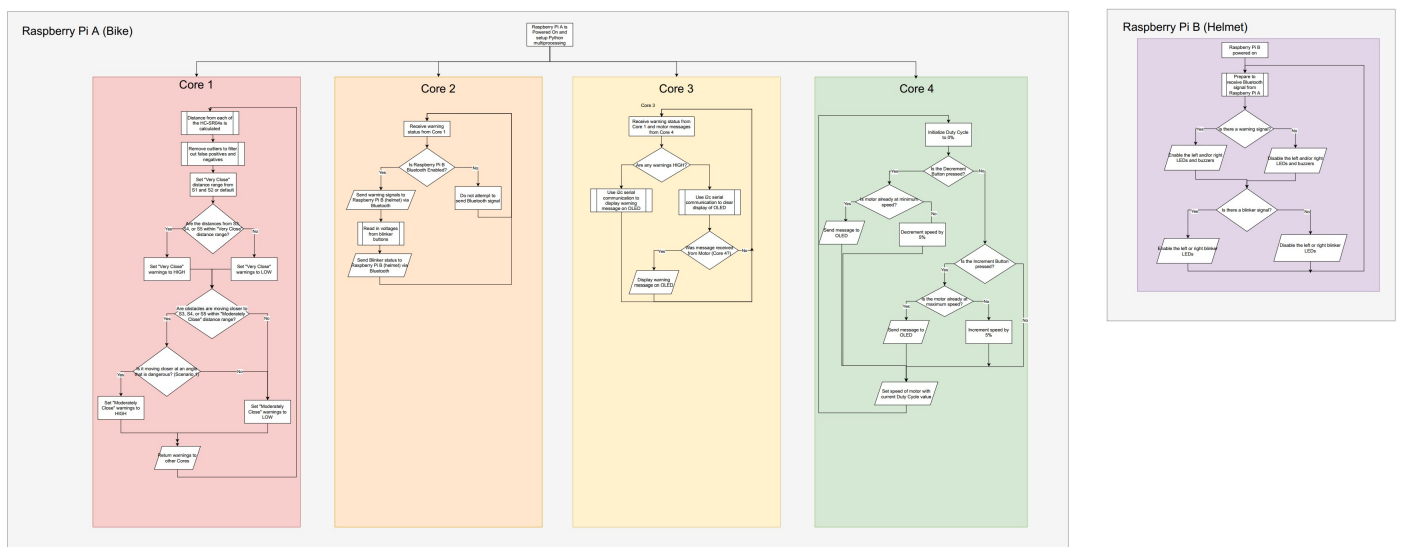 Raspberry Pi A (Bike)
Raspberry Pi A is
Powered On and
setup Python
multiprocessing
Core 1
Distance from each of
the HC-SR04s is
calculated
Remove outliers to filter
out false positives and
negatives
Set "Very Close"
distance range from
S1 and S2 or default
Are the distances from S3,
S4, or S5 within "Very Close"
distance range?
Yes
No
Set "Very Close"
warnings to HIGH
Set "Very Close"
warnings to LOW
Are obstacles are moving closer to
S3, S4, or S5 within "Moderately
Close" distance range?
Yes
No
Is it moving closer at an angle
that is dangerous? (Scenario
Yes
No
Set "Moderately
Close" warnings to
HIGH
Set "Moderately
Close" warnings to
LOW
Return warnings to
other Cores
Core 2
Receive warning
status from Core 1
Is Raspberry Pi B
Bluetooth Enabled?
Yes
No
Send warning signals to
Raspberry Pi B (helmet) via
Bluetooth
Do not attempt to
send Bluetooth signal
Read in voltages
from blinker
buttons
Send Blinker status to
Raspberry Pi B (helmet) via
Bluetooth
Core 3
Core 3
Receive warning status from
Core 1 and motor messages
from Core 4
Are any warnings HIGH?
Yes
No
Use i2c serial
communication to
display warning
message on OLED
Use i2c serial
communication to clear
display of OLED
Was message received
from Motor (Core 4?)
Yes
No
Display warning
message on OLED
Core 4
Initialize Duty Cycle
to 0%
Is the Decrement
Button pressed?
Yes
No
Is motor already at minimum
speed?
Yes
No
Send message to
OLED
Decrement speed by
5%
Is the Increment Button
pressed?
Yes
No
Is the motor already at
maximum speed?
Yes
No
Send message to
OLED
Increment speed by
5%
Set speed of motor with
current Duty Cycle value
Raspberry Pi B (Helmet)
Raspberry Pi B
powered on
Prepare to
receive Bluetooth
signal from
Raspberry Pi A
Is there a warning signal?
Yes
No
Enable the left and/or right
LEDs and buzzers
Disable the left and/or right
LEDs and buzzers
Is there a blinker signal?
Yes
No
Enable the left or right blinker
LEDs
Disable the left or right blinker
LEDs